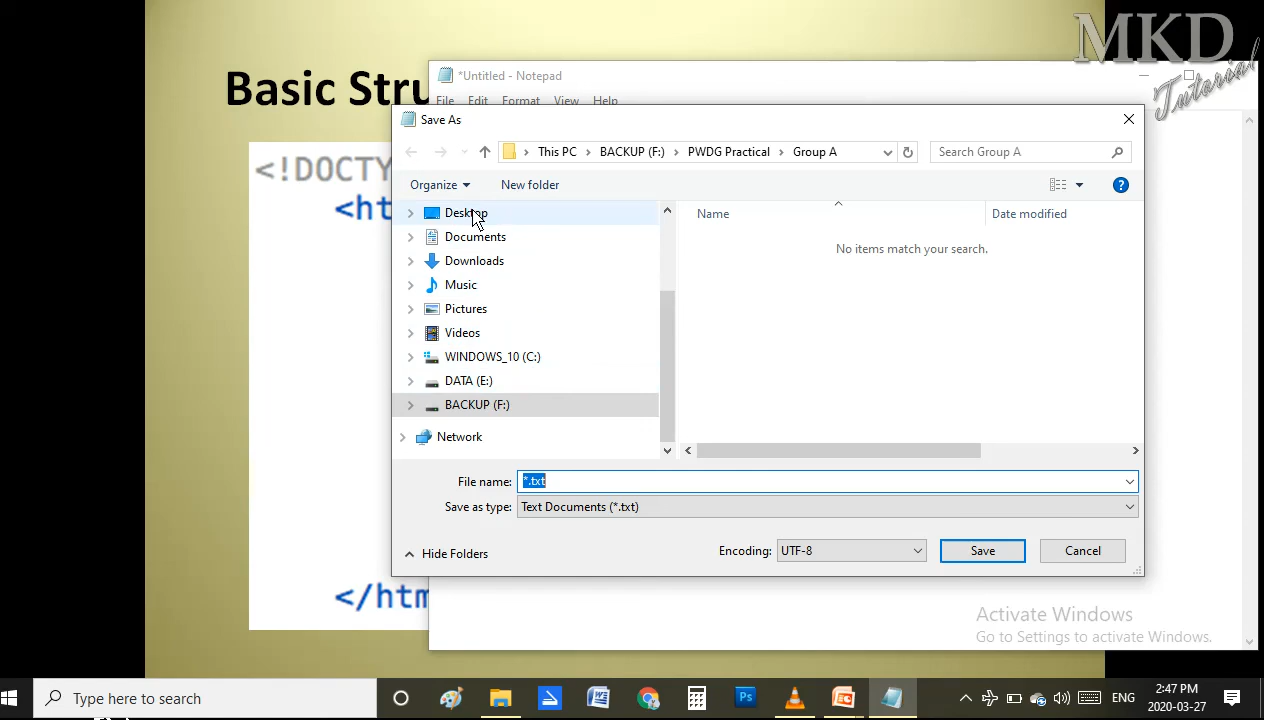 MKD
Tutorial
Basic Stru
*Untitled - Notepad
File Edit Format View Help
<!DOCTY
<ht
Save As
This PC > BACKUP (F:) > PWDG Practical > Group A
Search Group A
Organize
New folder
Desktop
Name
Date modified
Documents
No items match your search.
Downloads
Music
Pictures
Videos
WINDOWS_10 (C:)
DATA (E:)
BACKUP (F:)
Network
File name: *.txt
Save as type: Text Documents (*.txt)
Hide Folders
Encoding: UTF-8
Save
Cancel
</htm
Activate Windows
Go to Settings to activate Windows.
Type here to search
W
Ps
ENG
2:47 PM
2020-03-27